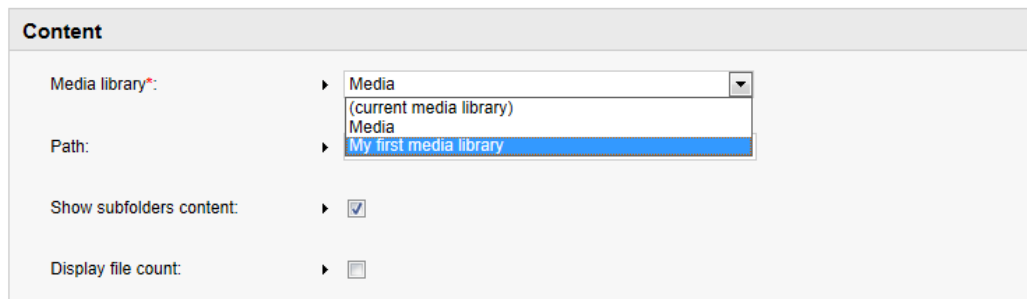 Content
Media library*:
Media
(current media library)
Media
Path:
My first media library
Show subfolders content:
Display file count: